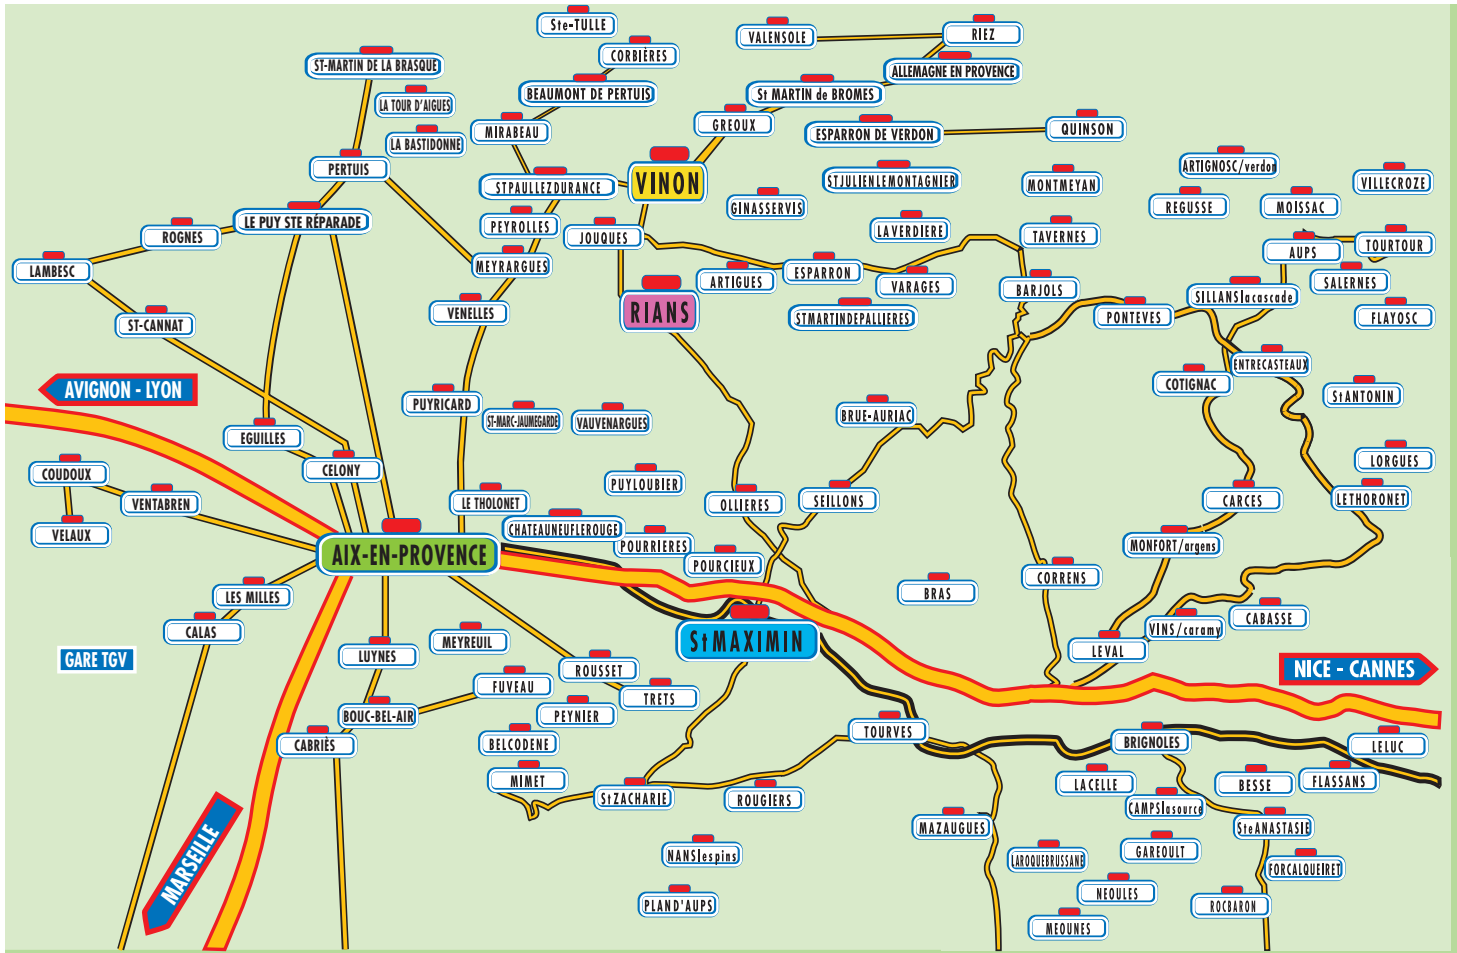 Ste-TULLE
VALENSOLE
RIEZ
CORBIÈRES
ST-MARTIN DE LA BRASQUE
ALLEMAGNE EN PROVENCE
BEAUMONT DE PERTUIS
St MARTIN de BROMES
LA TOUR D'AIGUES
GREOUX
QUINSON
MIRABEAU
ESPARRON DE VERDON
LA BASTIDONNE
PERTUIS
ARTIGNOSC/verdon
VINON
STJULIENLEMONTAGNIER
MONTMEYAN
VILLECROZE
STPAULLEZDURANCE
GINASSERVIS
REGUSSE
MOISSAC
LE PUY STE RÉPARADE
PEYROLLES
LAVERDIERE
ROGNES
JOUQUES
TAVERNES
TOURTOUR
AUPS
MEYRARGUES
LAMBESC
ARTIGUES
ESPARRON
VARAGES
BARJOLS
SALERNES
SILLANSlacascade
VENELLES
RIANS
STMARTINDEPALLIERES
PONTEVES
FLAYOSC
ST-CANNAT
ENTRECASTEAUX
AVIGNON - LYON
COTIGNAC
StANTONIN
PUYRICARD
ST-MARC-JAUMEGARDE
VAUVENARGUES
BRUE-AURIAC
EGUILLES
LORGUES
COUDOUX
CELONY
PUYLOUBIER
VENTABREN
LE THOLONET
OLLIERES
SEILLONS
CARCES
LETHORONET
VELAUX
CHATEAUNEUFLEROUGE
AIX-EN-PROVENCE
POURRIERES
MONFORT/argens
POURCIEUX
CORRENS
BRAS
LES MILLES
CABASSE
CALAS
MEYREUIL
StMAXIMIN
VINS/caramy
LUYNES
LEVAL
GARE TGV
ROUSSET
NICE - CANNES
FUVEAU
TRETS
BOUC-BEL-AIR
PEYNIER
TOURVES
CABRIÈS
BELCODENE
BRIGNOLES
LELUC
MIMET
LACELLE
BESSE
FLASSANS
StZACHARIE
ROUGIERS
CAMPSlasource
MAZAUGUES
SteANASTASIE
MARSEILLE
NANSlespins
LAROQUEBRUSSANE
GAREOULT
FORCALQUEIRET
NEOULES
PLAND'AUPS
ROCBARON
MEOUNES